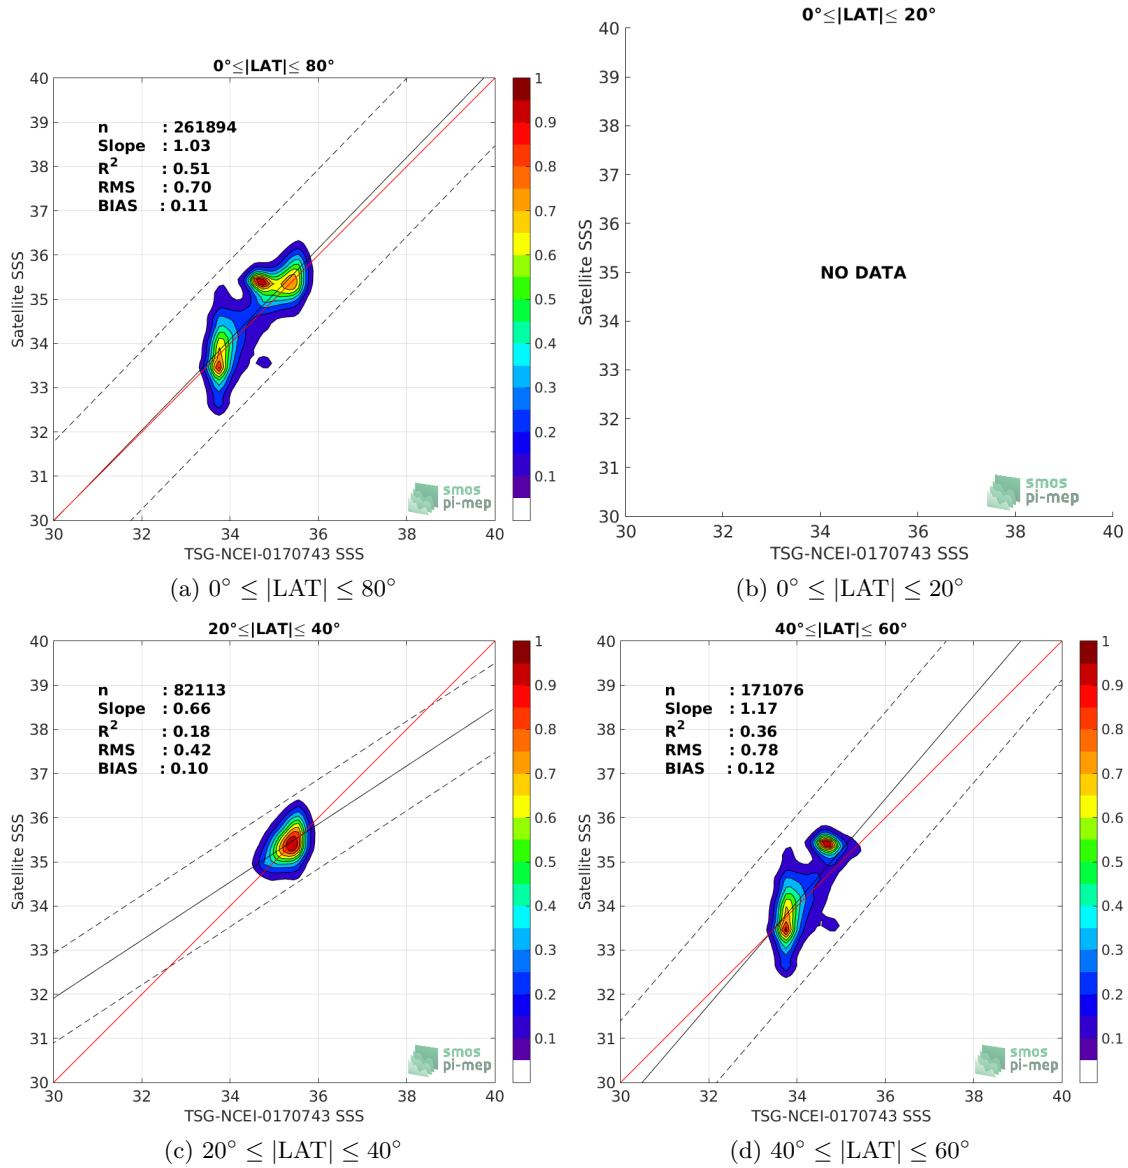 0°≤|LAT|≤ 80°
40
39
38
37
36
35
34
33
32
31
30
Satellite SSS
n : 261894
Slope : 1.03
R² : 0.51
RMS : 0.70
BIAS : 0.11
1
0.9
0.8
0.7
0.6
0.5
0.4
0.3
0.2
0.1
smos
pi-mep
30 32 34 36 38 40
TSG-NCEI-0170743 SSS
(a) 0° ≤ |LAT| ≤ 80°
0°≤|LAT|≤ 20°
40
39
38
37
36
35
34
33
32
31
30
Satellite SSS
NO DATA
smos
pi-mep
30 32 34 36 38 40
TSG-NCEI-0170743 SSS
(b) 0° ≤ |LAT| ≤ 20°
20°≤|LAT|≤ 40°
40
39
38
37
36
35
34
33
32
31
30
Satellite SSS
n : 82113
Slope : 0.66
R² : 0.18
RMS : 0.42
BIAS : 0.10
1
0.9
0.8
0.7
0.6
0.5
0.4
0.3
0.2
0.1
smos
pi-mep
30 32 34 36 38 40
TSG-NCEI-0170743 SSS
(c) 20° ≤ |LAT| ≤ 40°
40°≤|LAT|≤ 60°
40
39
38
37
36
35
34
33
32
31
30
Satellite SSS
n : 171076
Slope : 1.17
R² : 0.36
RMS : 0.78
BIAS : 0.12
1
0.9
0.8
0.7
0.6
0.5
0.4
0.3
0.2
0.1
smos
pi-mep
30 32 34 36 38 40
TSG-NCEI-0170743 SSS
(d) 40° ≤ |LAT| ≤ 60°